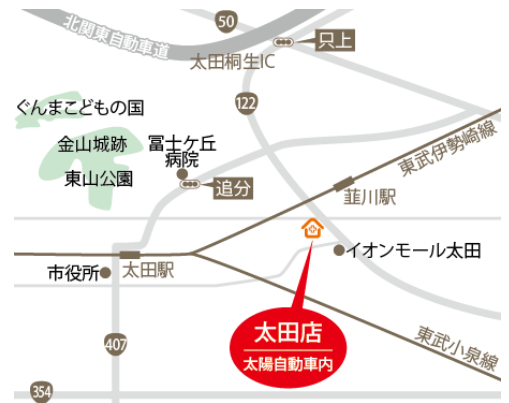 50
北関東自動車道
只上
太田桐生IC
122
ぐんまこどもの国
金山城跡
冨士ケ丘
病院
東武伊勢崎線
東山公園
追分
韮川駅
イオンモール太田
市役所
太田駅
太田店
太陽自動車内
407
東武小泉線
354